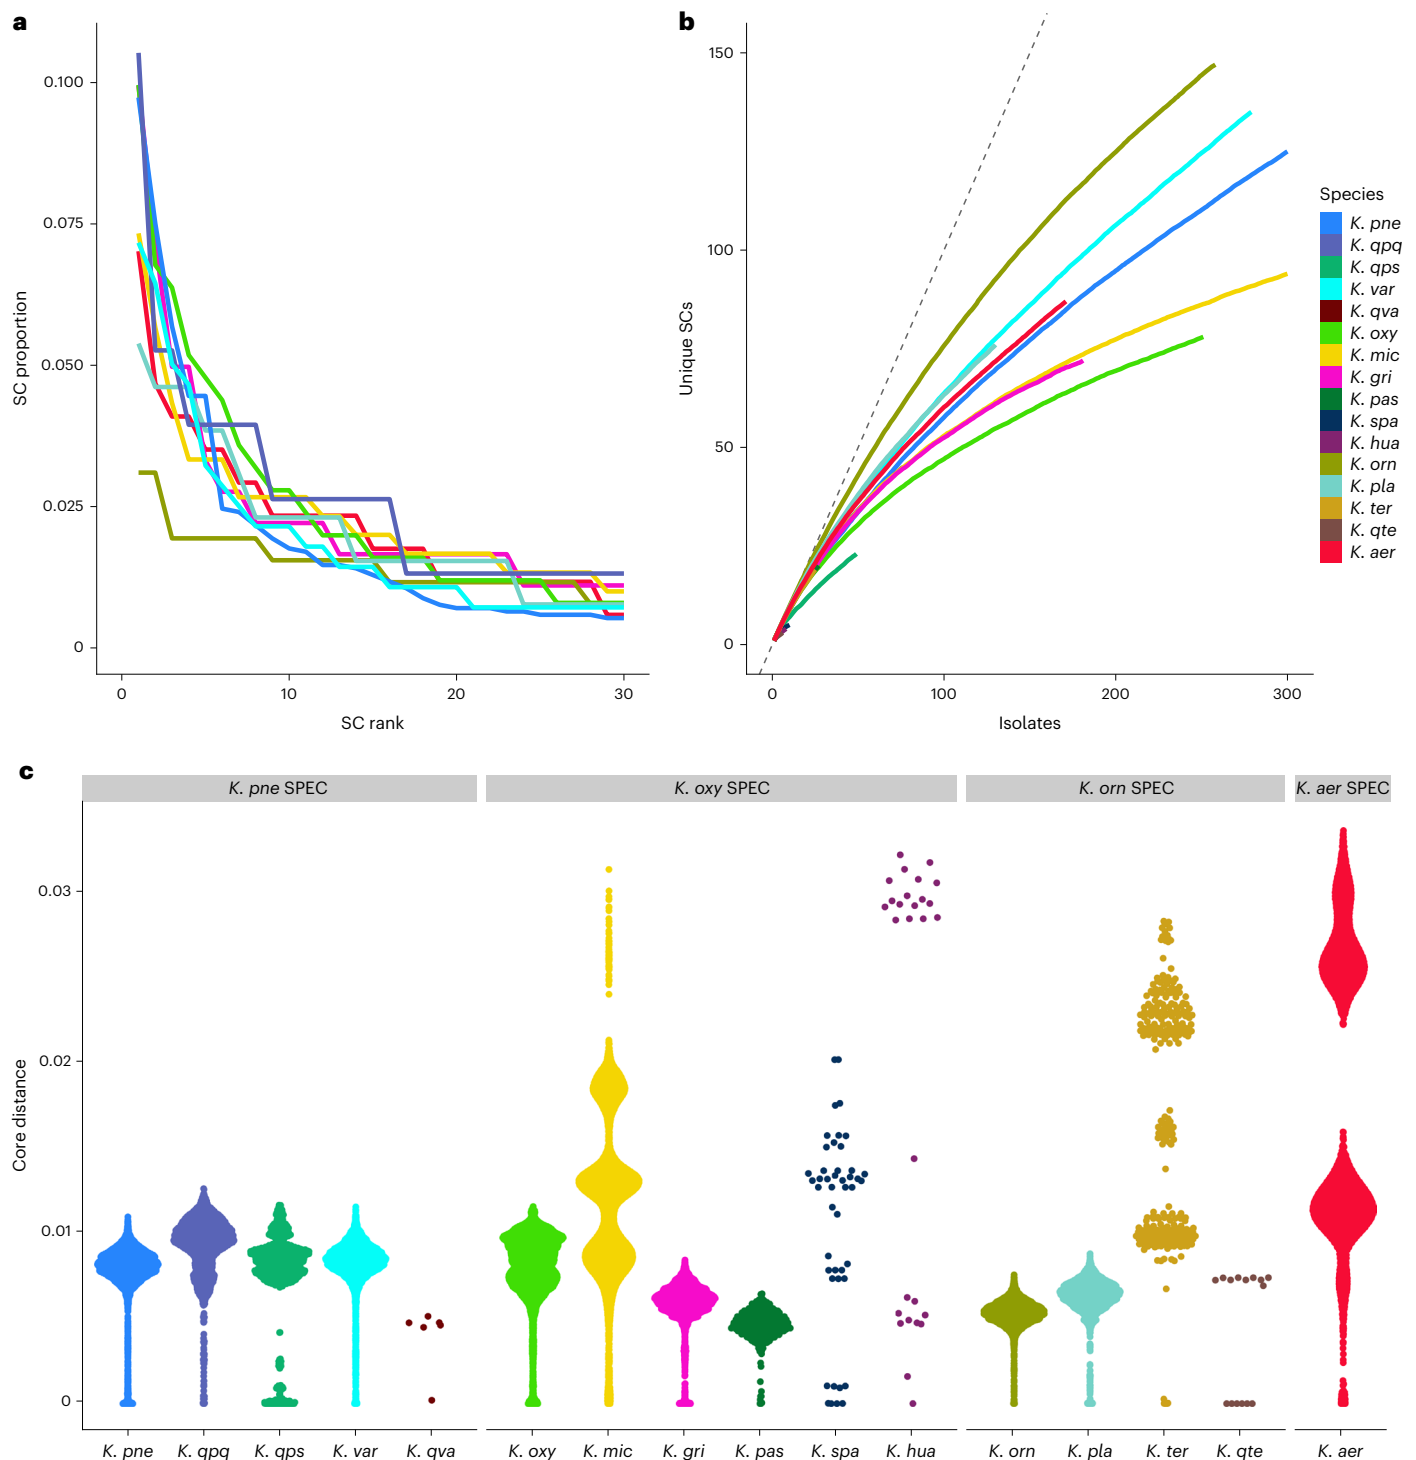 a
0.100
0.075
0.050
0.025
0
SC proportion
0
10
20
30
SC rank
b
150
100
50
0
Unique SCs
0
100
200
300
Isolates
Species
K. pne
K. qpq
K. qps
K. var
K. qva
K. oxy
K. mic
K. gri
K. pas
K. spa
K. hua
K. orn
K. pla
K. ter
K. qte
K. aer
c
K. pne SPEC
K. oxy SPEC
K. orn SPEC
K. aer SPEC
0.03
0.02
0.01
0
Core distance
K. pne
K. qpq
K. qps
K. var
K. qva
K. oxy
K. mic
K. gri
K. pas
K. spa
K. hua
K. orn
K. pla
K. ter
K. qte
K. aer